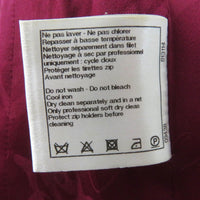 Ne pas laver - Ne pas chlorer
Repasser à basse température
Nettoyer séparément dans filet
Nettoyage à sec par professionel
uniquement: cycle doux
Protéger les tirettes zip
Avant nettoyage
Do not wash - Do not bleach
Cool iron
Dry clean separately and in a net
Only professional soft dry clean
Protect zip holders before
cleaning